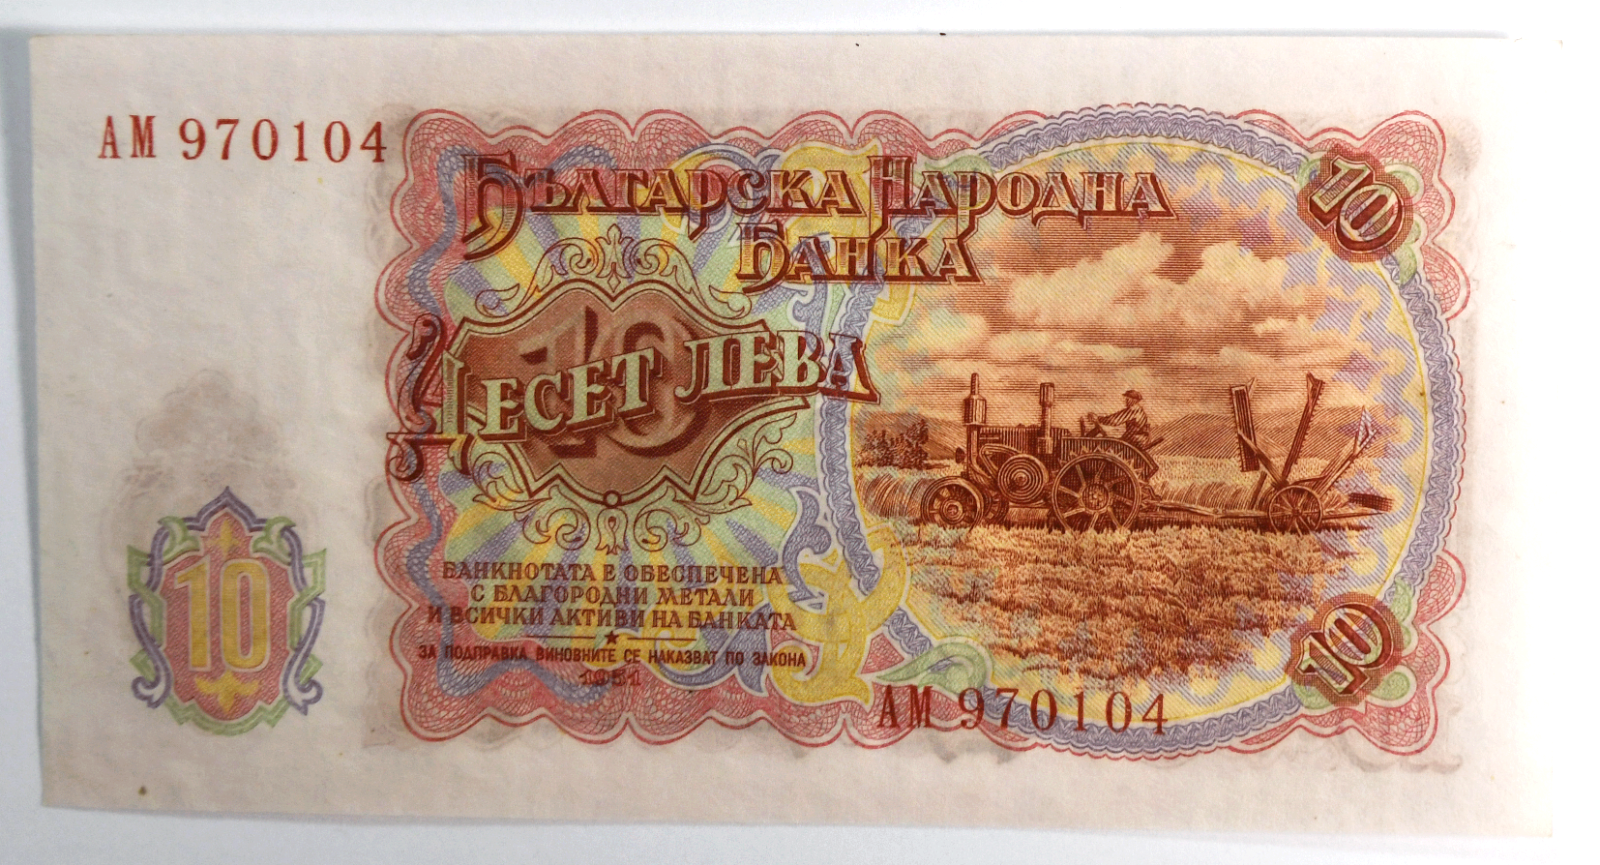 АМ 970104
БЪЛГАРСКА НАРОДНА
БАНКА
10
10
ДЕСЕТ ЛЕВА
10
БАНКНОТАТА Е ОБЕЗПЕЧЕНА
С БЛАГОРОДНИ МЕТАЛИ
И ВСИЧКИ АКТИВИ НА БАНКАТА
ЗА ПОДПРАВКА ВИНОВНИТЕ СЕ НАКАЗВАТ ПО ЗАКОНА
1951
10
АМ 970104